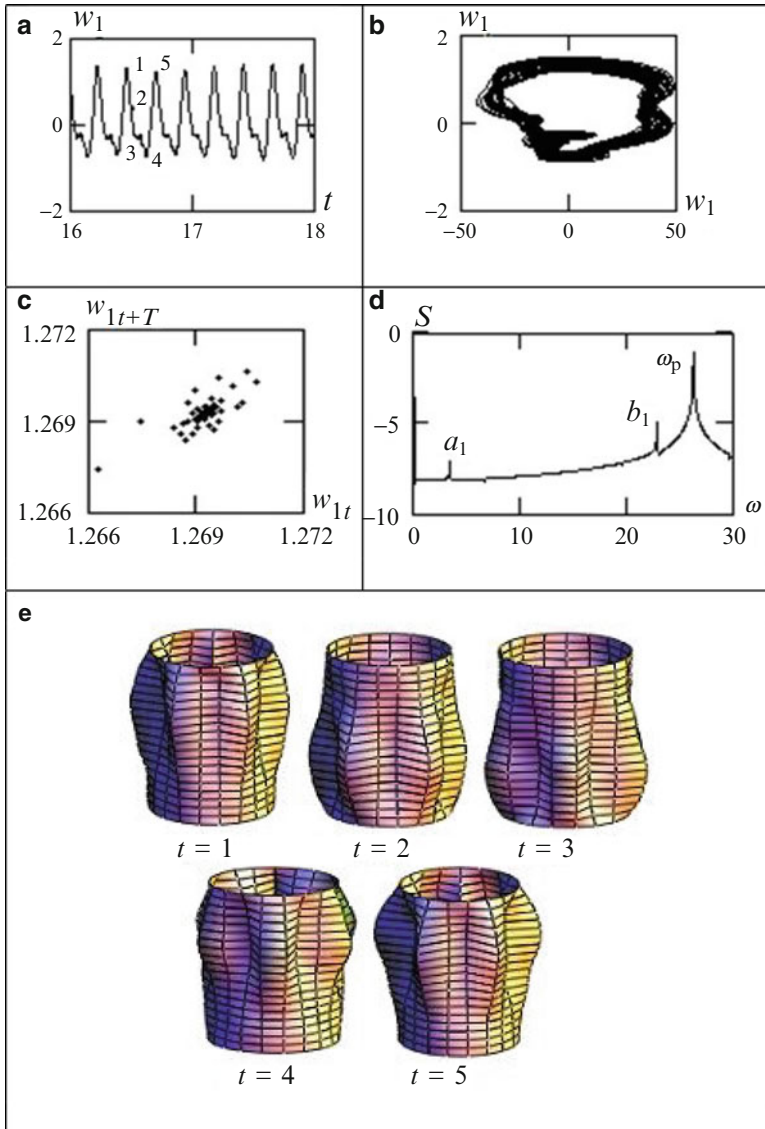 a
w1
2
1 5
2
0
3 4
−2
16 17 18
t
b
w1
2
0
−2
−50 0 50
w1
c
w1t+T
1.272
1.269
1.266
w1t
1.266 1.269 1.272
d
S
0
ωp
−5
a1
b1
−10
0 10 20 30
ω
e
t = 1
t = 2
t = 3
t = 4
t = 5